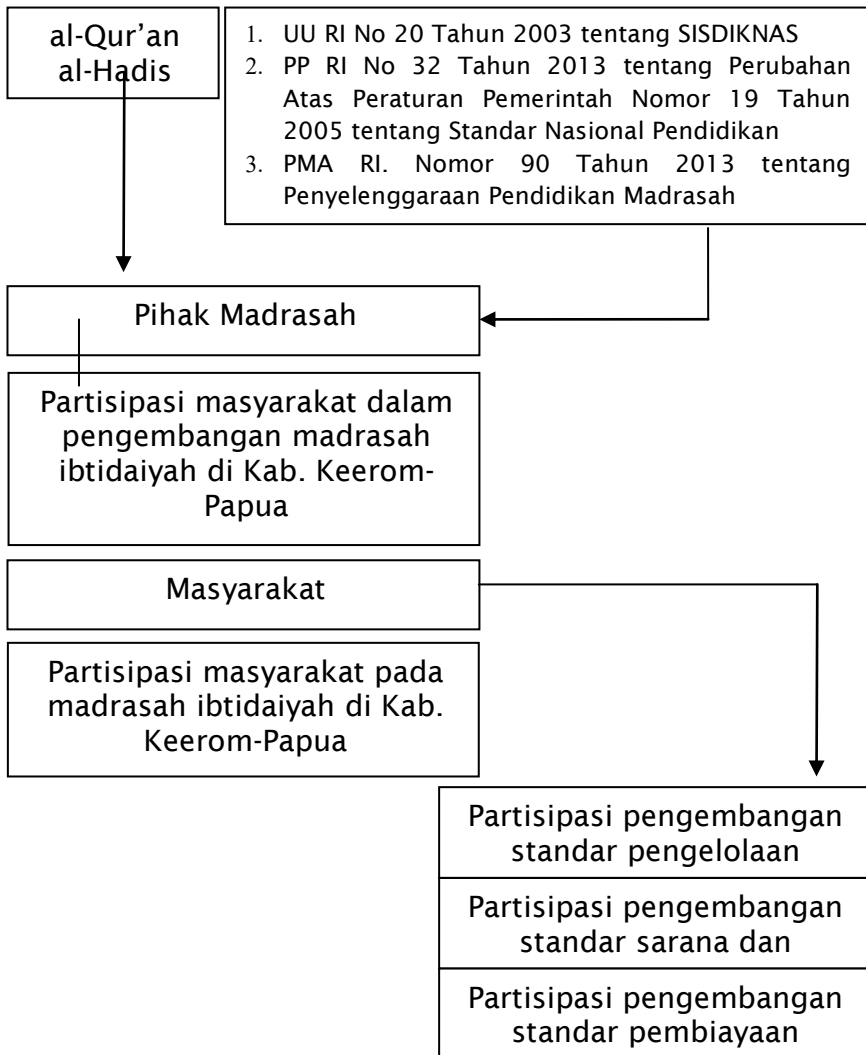 al-Qur'an
al-Hadis
1. UU RI No 20 Tahun 2003 tentang SISDIKNAS
2. PP RI No 32 Tahun 2013 tentang Perubahan
Atas Peraturan Pemerintah Nomor 19 Tahun
2005 tentang Standar Nasional Pendidikan
3. PMA RI. Nomor 90 Tahun 2013 tentang
Penyelenggaraan Pendidikan Madrasah
Pihak Madrasah
Partisipasi masyarakat dalam
pengembangan madrasah
ibtidaiyah di Kab. Keerom-
Papua
Masyarakat
Partisipasi masyarakat pada
madrasah ibtidaiyah di Kab.
Keerom-Papua
Partisipasi pengembangan
standar pengelolaan
Partisipasi pengembangan
standar sarana dan
Partisipasi pengembangan
standar pembiayaan